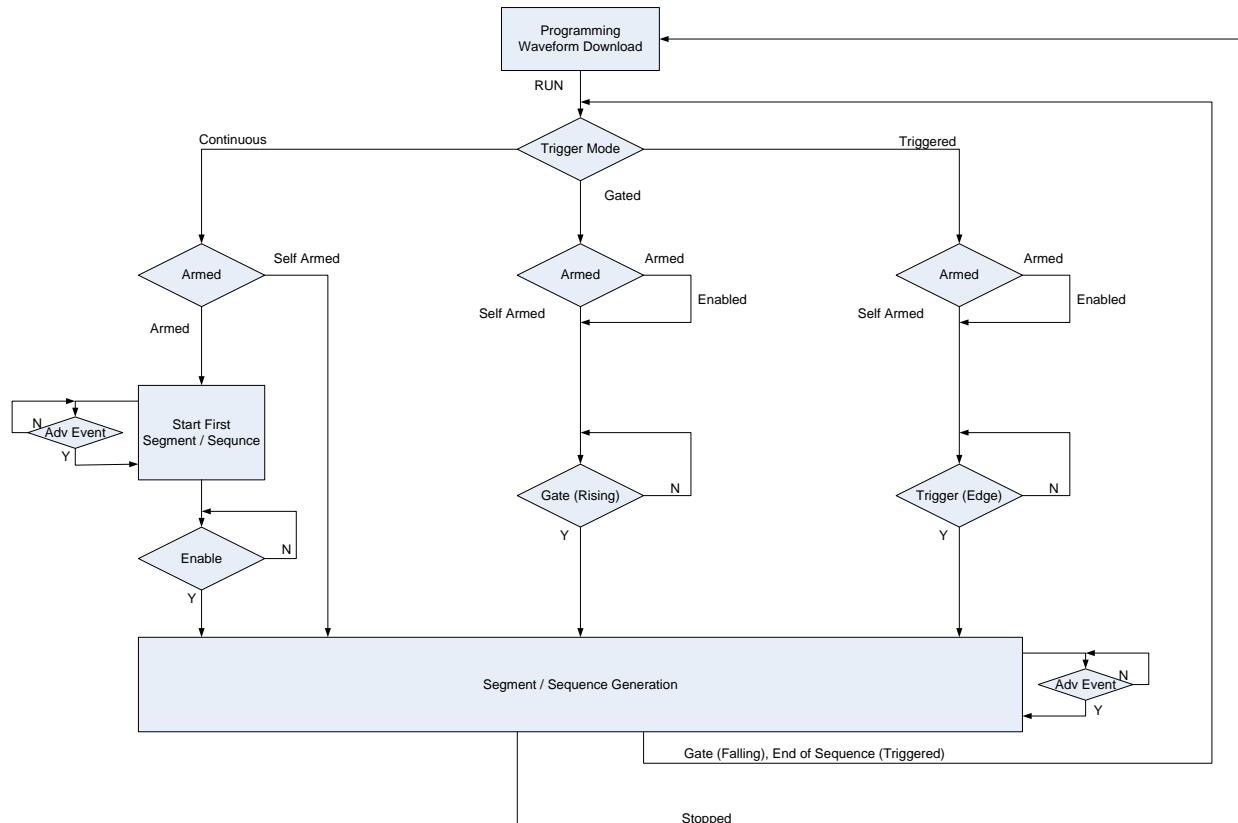 Programming
Waveform Download
RUN
Continuous
Trigger Mode
Triggered
Gated
Armed
Self Armed
Armed
Armed
Enabled
Self Armed
Armed
Armed
Enabled
Self Armed
Armed
N
Adv Event
Y
Start First
Segment / Sequnce
Gate (Rising)
N
Y
Trigger (Edge)
N
Y
Enable
N
Y
Segment / Sequence Generation
Adv Event
N
Y
Gate (Falling), End of Sequence (Triggered)
Stopped